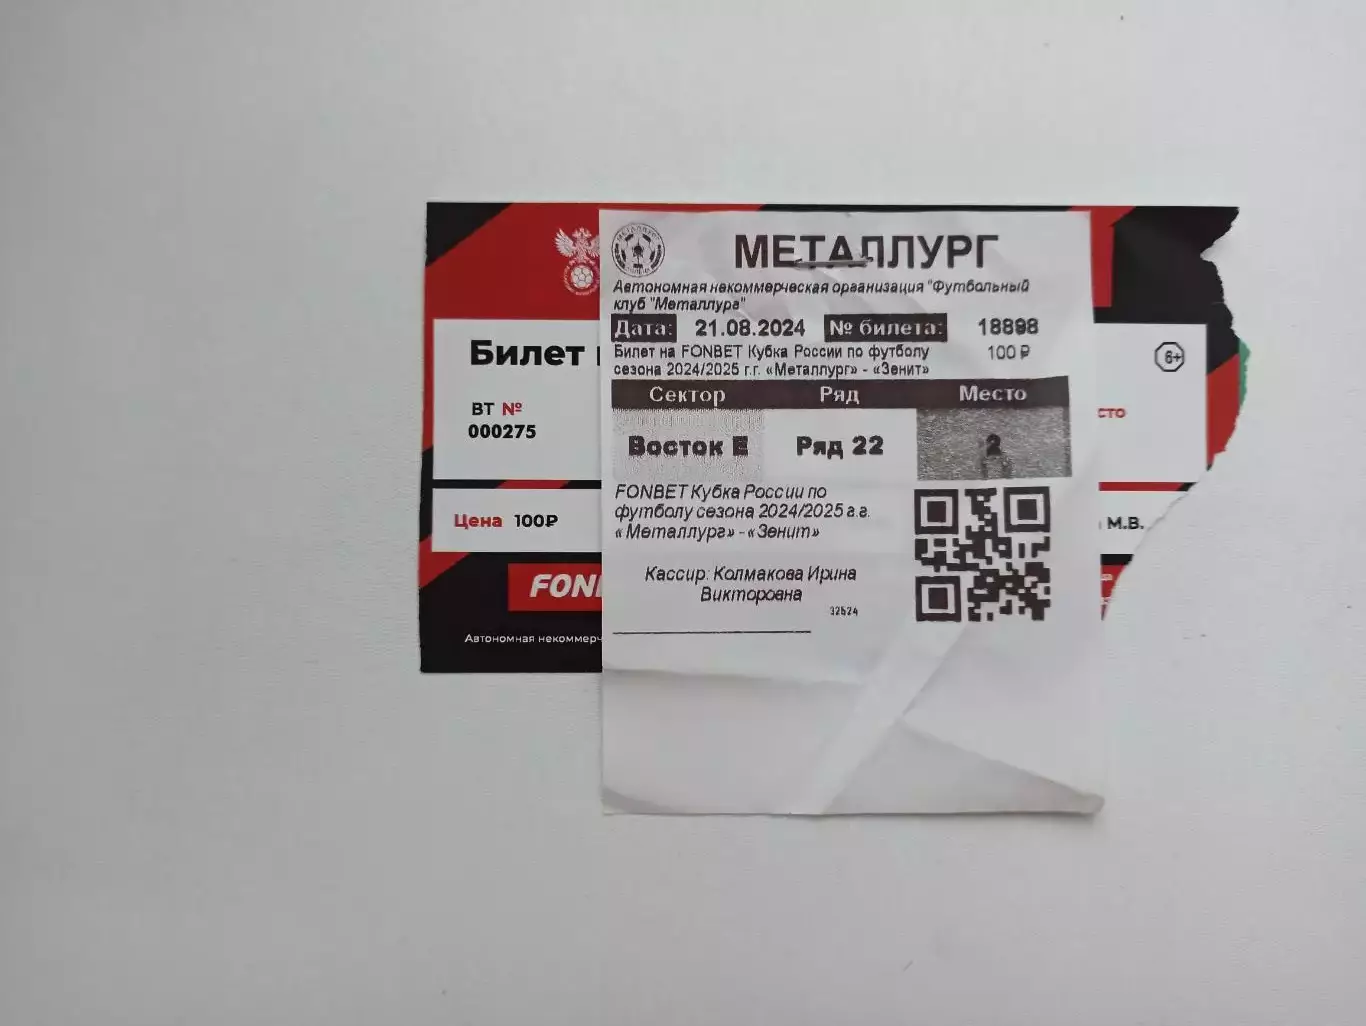 МЕТАЛЛУРГ
Автономная некоммерческая организация "Футбольный
клуб "Металлург"
Дата: 21.08.2024 № билета: 18898
Билет на FONBET Кубка России по футболу 100 ₽
сезона 2024/2025 г.г. «Металлург» - «Зенит»
Сектор Ряд Место
Восток Е Ряд 22 2
FONBET Кубка России по
футболу сезона 2024/2025 г.г.
«Металлург» - «Зенит»
Кассир: Колмакова Ирина
Викторовна
32624
Билет
6+
ВТ №
000275
сто
Цена 100₽
М.В.
FONB
Автономная некоммерч